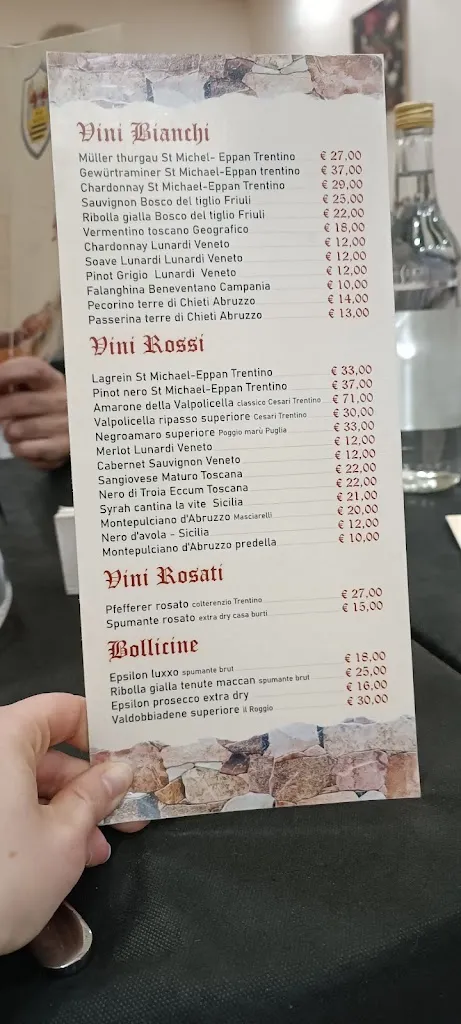 Vini Bianchi
Müller thurgau St Michel- Eppan Trentino € 27,00
Gewürtraminer St Michael-Eppan trentino € 37,00
Chardonnay St Michael-Eppan Trentino € 29,00
Sauvignon Bosco del tiglio Friuli € 25,00
Ribolla gialla Bosco del tiglio Friuli € 22,00
Vermentino toscano Geografico € 18,00
Chardonnay Lunardi Veneto € 12,00
Soave Lunardi Lunardi Veneto € 12,00
Pinot Grigio Lunardi Veneto € 12,00
Falanghina Beneventano Campania € 10,00
Pecorino terre di Chieti Abruzzo € 14,00
Passerina terre di Chieti Abruzzo € 13,00
Vini Rossi
Lagrein St Michael-Eppan Trentino € 33,00
Pinot nero St Michael-Eppan Trentino € 37,00
Amarone della Valpolicella classico Cesari Trentino € 71,00
Valpolicella ripasso superiore Cesari Trentino € 30,00
Negroamaro superiore Poggio marù Puglia € 33,00
Merlot Lunardi Veneto € 12,00
Cabernet Sauvignon Veneto € 12,00
Sangiovese Maturo Toscana € 22,00
Nero di Troia Eccum Toscana € 22,00
Syrah cantina la vite Sicilia € 21,00
Montepulciano d'Abruzzo Masciarelli € 20,00
Nero d'avola - Sicilia € 12,00
Montepulciano d'Abruzzo predella € 10,00
Vini Rosati
Pfefferer rosato colterenzio Trentino € 27,00
Spumante rosato extra dry casa burti € 15,00
Bollicine
Epsilon luxxo spumante brut € 18,00
Ribolla gialla tenute maccan spumante brut € 25,00
Epsilon prosecco extra dry € 16,00
Valdobbiadene superiore il Roggio € 30,00